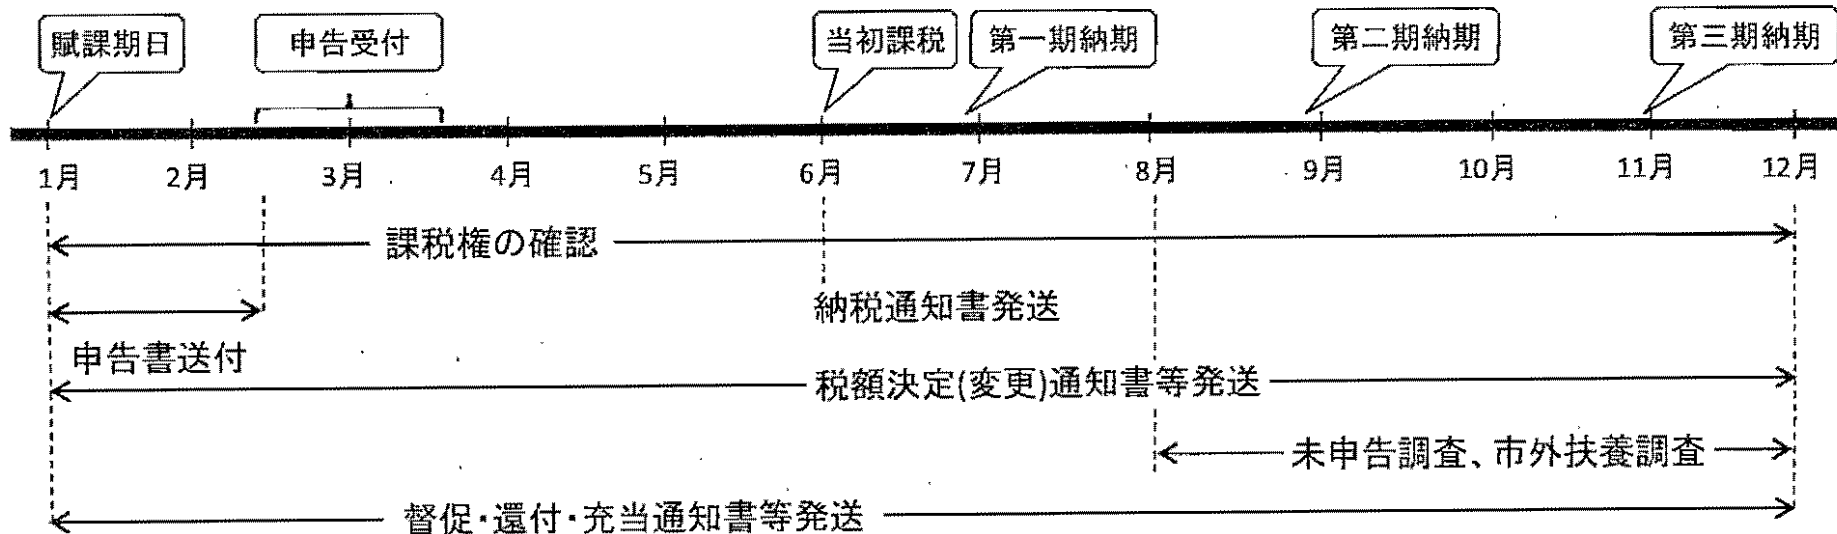 賦課期日
申告受付
当初課税
第一期納期
第二期納期
第三期納期
1月
2月
3月
4月
5月
6月
7月
8月
9月
10月
11月
12月
課税権の確認
納税通知書発送
申告書送付
税額決定(変更)通知書等発送
未申告調査、市外扶養調査
督促・還付・充当通知書等発送